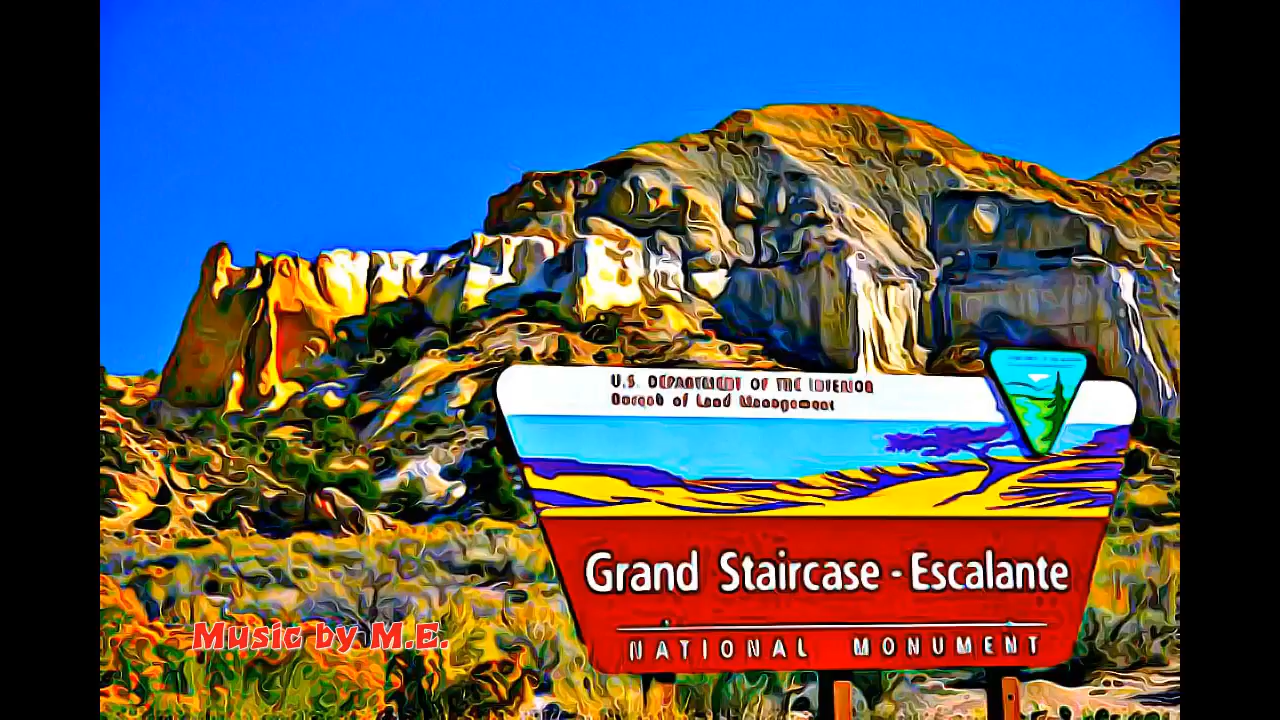 U.S. DEPARTMENT OF THE INTERIOR
Bureau of Land Management
Grand Staircase - Escalante
NATIONAL MONUMENT
Music by M.E.